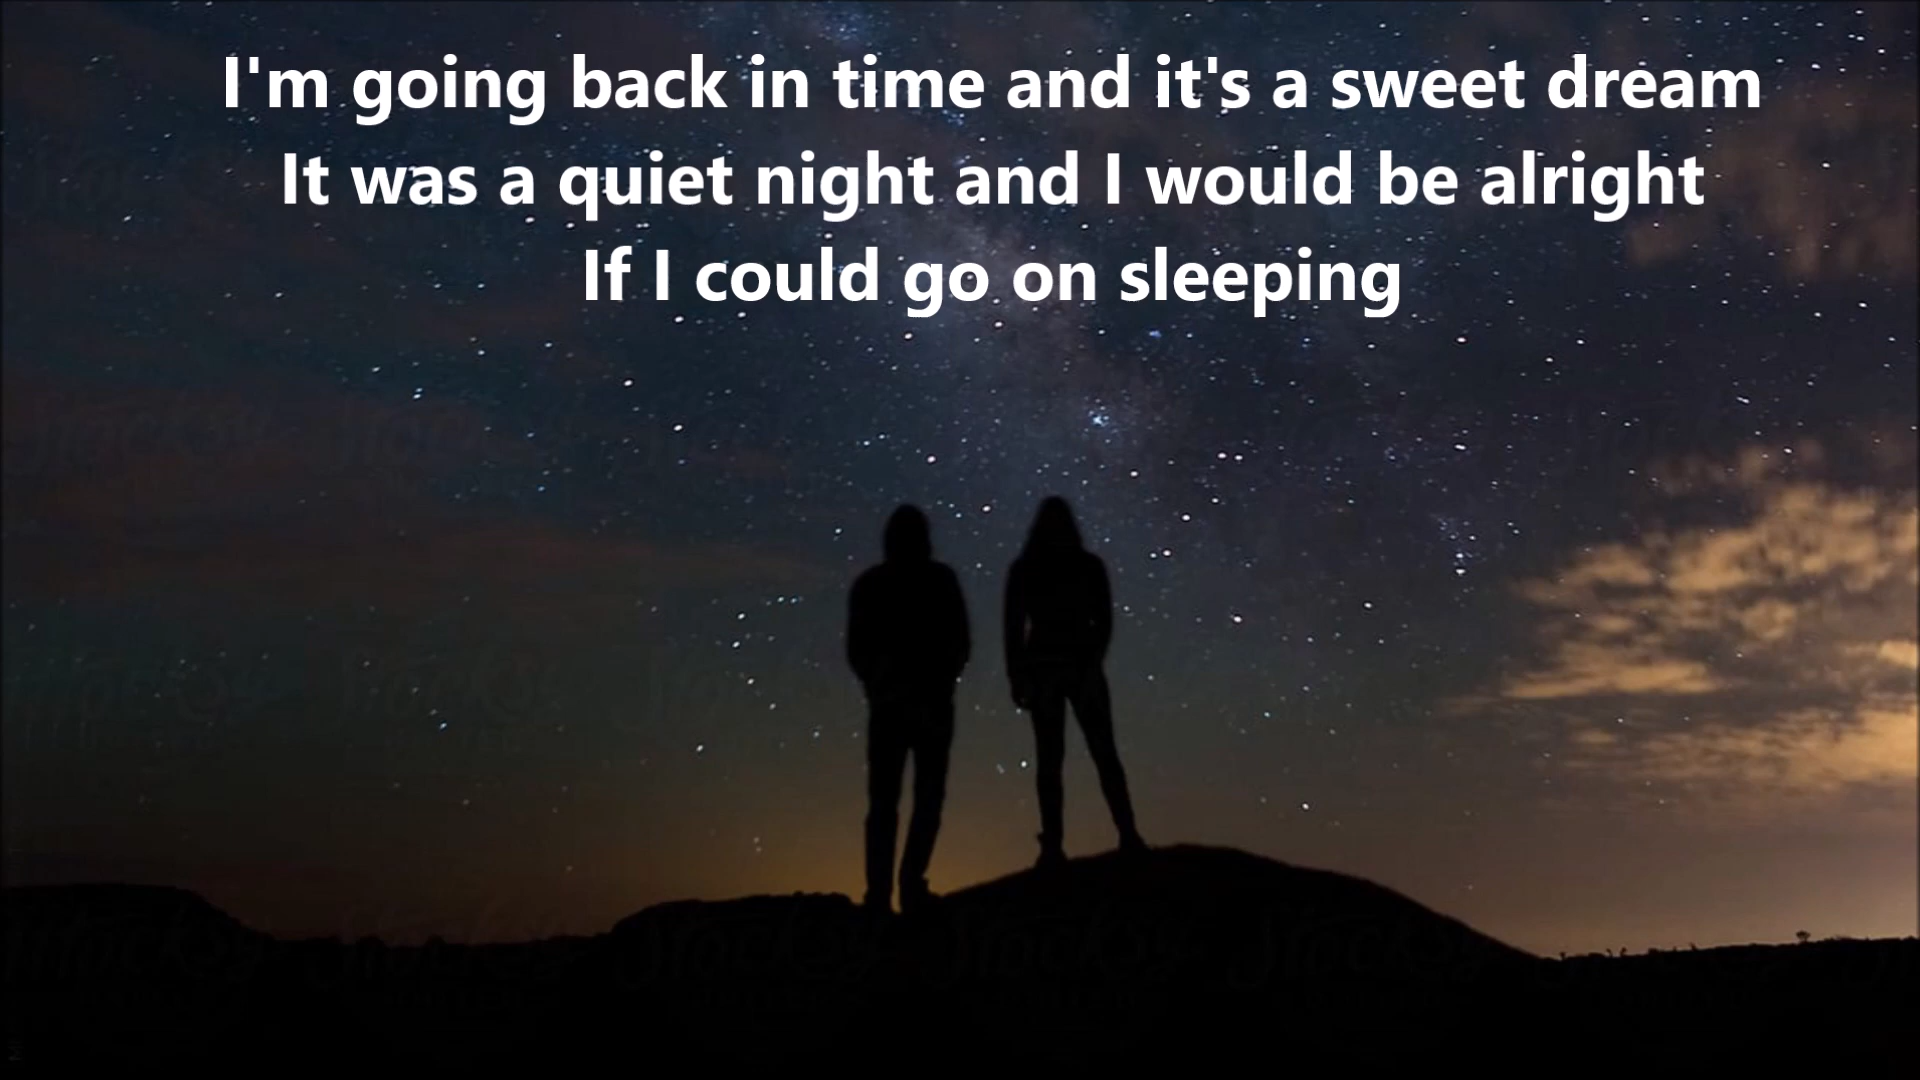 I'm going back in time and it's a sweet dream
It was a quiet night and I would be alright
If I could go on sleeping